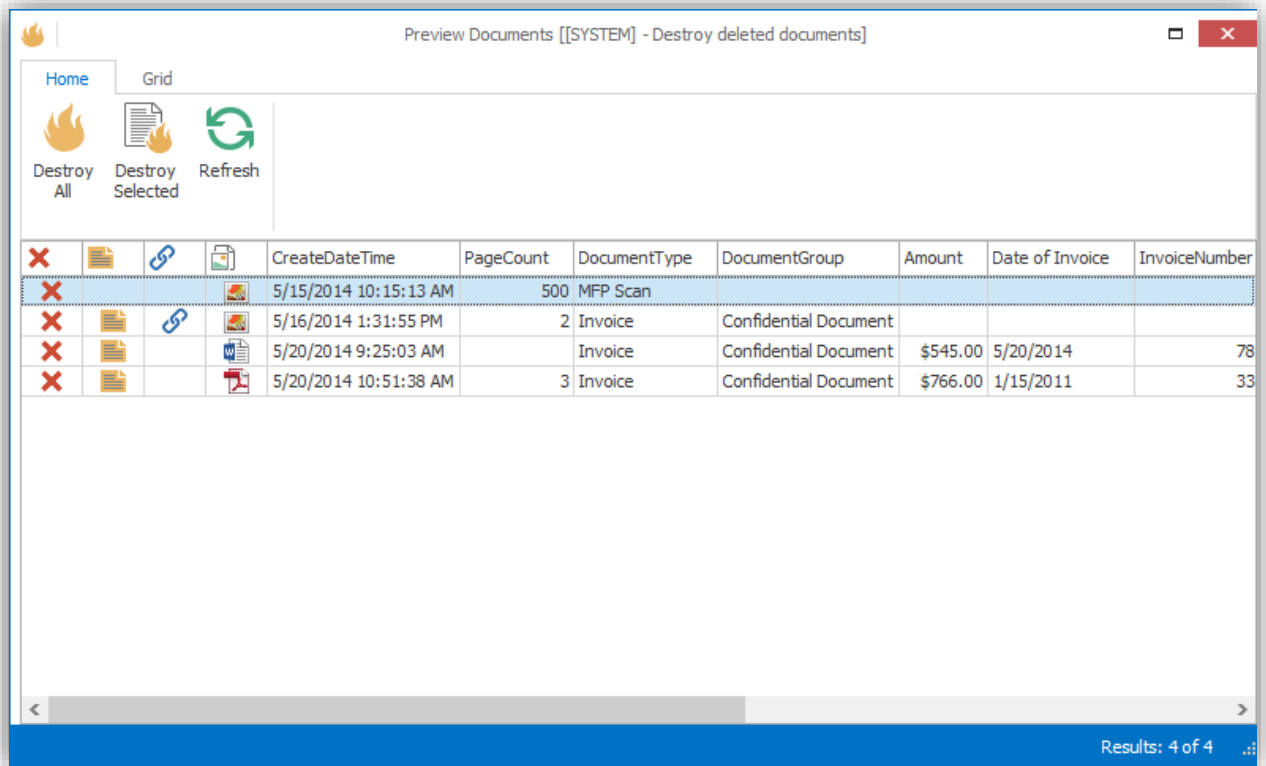 Preview Documents [[SYSTEM] - Destroy deleted documents]
Home Grid
Destroy All Destroy Selected Refresh
CreateDateTime PageCount DocumentType DocumentGroup Amount Date of Invoice InvoiceNumber
5/15/2014 10:15:13 AM 500 MFP Scan
5/16/2014 1:31:55 PM 2 Invoice Confidential Document
5/20/2014 9:25:03 AM Invoice Confidential Document $545.00 5/20/2014 78
5/20/2014 10:51:38 AM 3 Invoice Confidential Document $766.00 1/15/2011 33
Results: 4 of 4